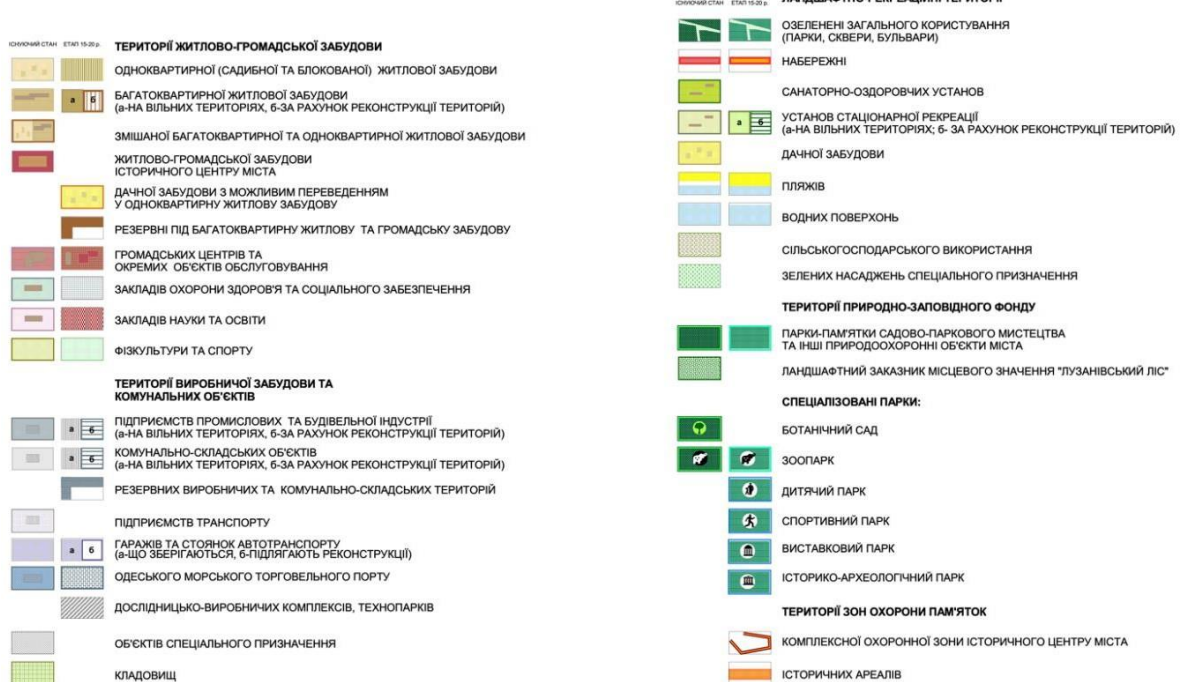 ІСНУЮЧИЙ СТАН ЕТАП 15-20 р.
ТЕРИТОРІЇ ЖИТЛОВО-ГРОМАДСЬКОЇ ЗАБУДОВИ
ОДНОКВАРТИРНОЇ (САДИБНОЇ ТА БЛОКОВАНОЇ) ЖИТЛОВОЇ ЗАБУДОВИ
а б
БАГАТОКВАРТИРНОЇ ЖИТЛОВОЇ ЗАБУДОВИ
(а-НА ВІЛЬНИХ ТЕРИТОРІЯХ, б-ЗА РАХУНОК РЕКОНСТРУКЦІЇ ТЕРИТОРІЙ)
ЗМІШАНОЇ БАГАТОКВАРТИРНОЇ ТА ОДНОКВАРТИРНОЇ ЖИТЛОВОЇ ЗАБУДОВИ
ЖИТЛОВО-ГРОМАДСЬКОЇ ЗАБУДОВИ
ІСТОРИЧНОГО ЦЕНТРУ МІСТА
ДАЧНОЇ ЗАБУДОВИ З МОЖЛИВИМ ПЕРЕВЕДЕННЯМ
У ОДНОКВАРТИРНУ ЖИТЛОВУ ЗАБУДОВУ
РЕЗЕРВНІ ПІД БАГАТОКВАРТИРНУ ЖИТЛОВУ ТА ГРОМАДСЬКУ ЗАБУДОВУ
ГРОМАДСЬКИХ ЦЕНТРІВ ТА
ОКРЕМИХ ОБ'ЄКТІВ ОБСЛУГОВУВАННЯ
ЗАКЛАДІВ ОХОРОНИ ЗДОРОВ'Я ТА СОЦІАЛЬНОГО ЗАБЕЗПЕЧЕННЯ
ЗАКЛАДІВ НАУКИ ТА ОСВІТИ
ФІЗКУЛЬТУРИ ТА СПОРТУ
ТЕРИТОРІЇ ВИРОБНИЧОЇ ЗАБУДОВИ ТА
КОМУНАЛЬНИХ ОБ'ЄКТІВ
а б
ПІДПРИЄМСТВ ПРОМИСЛОВИХ ТА БУДІВЕЛЬНОЇ ІНДУСТРІЇ
(а-НА ВІЛЬНИХ ТЕРИТОРІЯХ, б-ЗА РАХУНОК РЕКОНСТРУКЦІЇ ТЕРИТОРІЙ)
а б
КОМУНАЛЬНО-СКЛАДСЬКИХ ОБ'ЄКТІВ
(а-НА ВІЛЬНИХ ТЕРИТОРІЯХ, б-ЗА РАХУНОК РЕКОНСТРУКЦІЇ ТЕРИТОРІЙ)
РЕЗЕРВНИХ ВИРОБНИЧИХ ТА КОМУНАЛЬНО-СКЛАДСЬКИХ ТЕРИТОРІЙ
ПІДПРИЄМСТВ ТРАНСПОРТУ
а б
ГАРАЖІВ ТА СТОЯНОК АВТОТРАНСПОРТУ
(а-ЩО ЗБЕРІГАЮТЬСЯ, б-ПІДЛЯГАЮТЬ РЕКОНСТРУКЦІЇ)
ОДЕСЬКОГО МОРСЬКОГО ТОРГОВЕЛЬНОГО ПОРТУ
ДОСЛІДНИЦЬКО-ВИРОБНИЧИХ КОМПЛЕКСІВ, ТЕХНОПАРКІВ
ОБ'ЄКТІВ СПЕЦІАЛЬНОГО ПРИЗНАЧЕННЯ
КЛАДОВИЩ
ІСНУЮЧИЙ СТАН ЕТАП 15-20 р.
ЛАНДШАФТНО-РЕКРЕАЦІЙНІ ТЕРИТОРІЇ
ОЗЕЛЕНЕНІ ЗАГАЛЬНОГО КОРИСТУВАННЯ
(ПАРКИ, СКВЕРИ, БУЛЬВАРИ)
НАБЕРЕЖНІ
САНАТОРНО-ОЗДОРОВЧИХ УСТАНОВ
а б
УСТАНОВ СТАЦІОНАРНОЇ РЕКРЕАЦІЇ
(а-НА ВІЛЬНИХ ТЕРИТОРІЯХ; б- ЗА РАХУНОК РЕКОНСТРУКЦІЇ ТЕРИТОРІЙ)
ДАЧНОЇ ЗАБУДОВИ
ПЛЯЖІВ
ВОДНИХ ПОВЕРХОНЬ
СІЛЬСЬКОГОСПОДАРСЬКОГО ВИКОРИСТАННЯ
ЗЕЛЕНИХ НАСАДЖЕНЬ СПЕЦІАЛЬНОГО ПРИЗНАЧЕННЯ
ТЕРИТОРІЇ ПРИРОДНО-ЗАПОВІДНОГО ФОНДУ
ПАРКИ-ПАМ'ЯТКИ САДОВО-ПАРКОВОГО МИСТЕЦТВА
ТА ІНШІ ПРИРОДООХОРОННІ ОБ'ЄКТИ МІСТА
ЛАНДШАФТНИЙ ЗАКАЗНИК МІСЦЕВОГО ЗНАЧЕННЯ "ЛУЗАНІВСЬКИЙ ЛІС"
СПЕЦІАЛІЗОВАНІ ПАРКИ:
БОТАНІЧНИЙ САД
ЗООПАРК
ДИТЯЧИЙ ПАРК
СПОРТИВНИЙ ПАРК
ВИСТАВКОВИЙ ПАРК
ІСТОРИКО-АРХЕОЛОГІЧНИЙ ПАРК
ТЕРИТОРІЇ ЗОН ОХОРОНИ ПАМ'ЯТОК
КОМПЛЕКСНОЇ ОХОРОННОЇ ЗОНИ ІСТОРИЧНОГО ЦЕНТРУ МІСТА
ІСТОРИЧНИХ АРЕАЛІВ